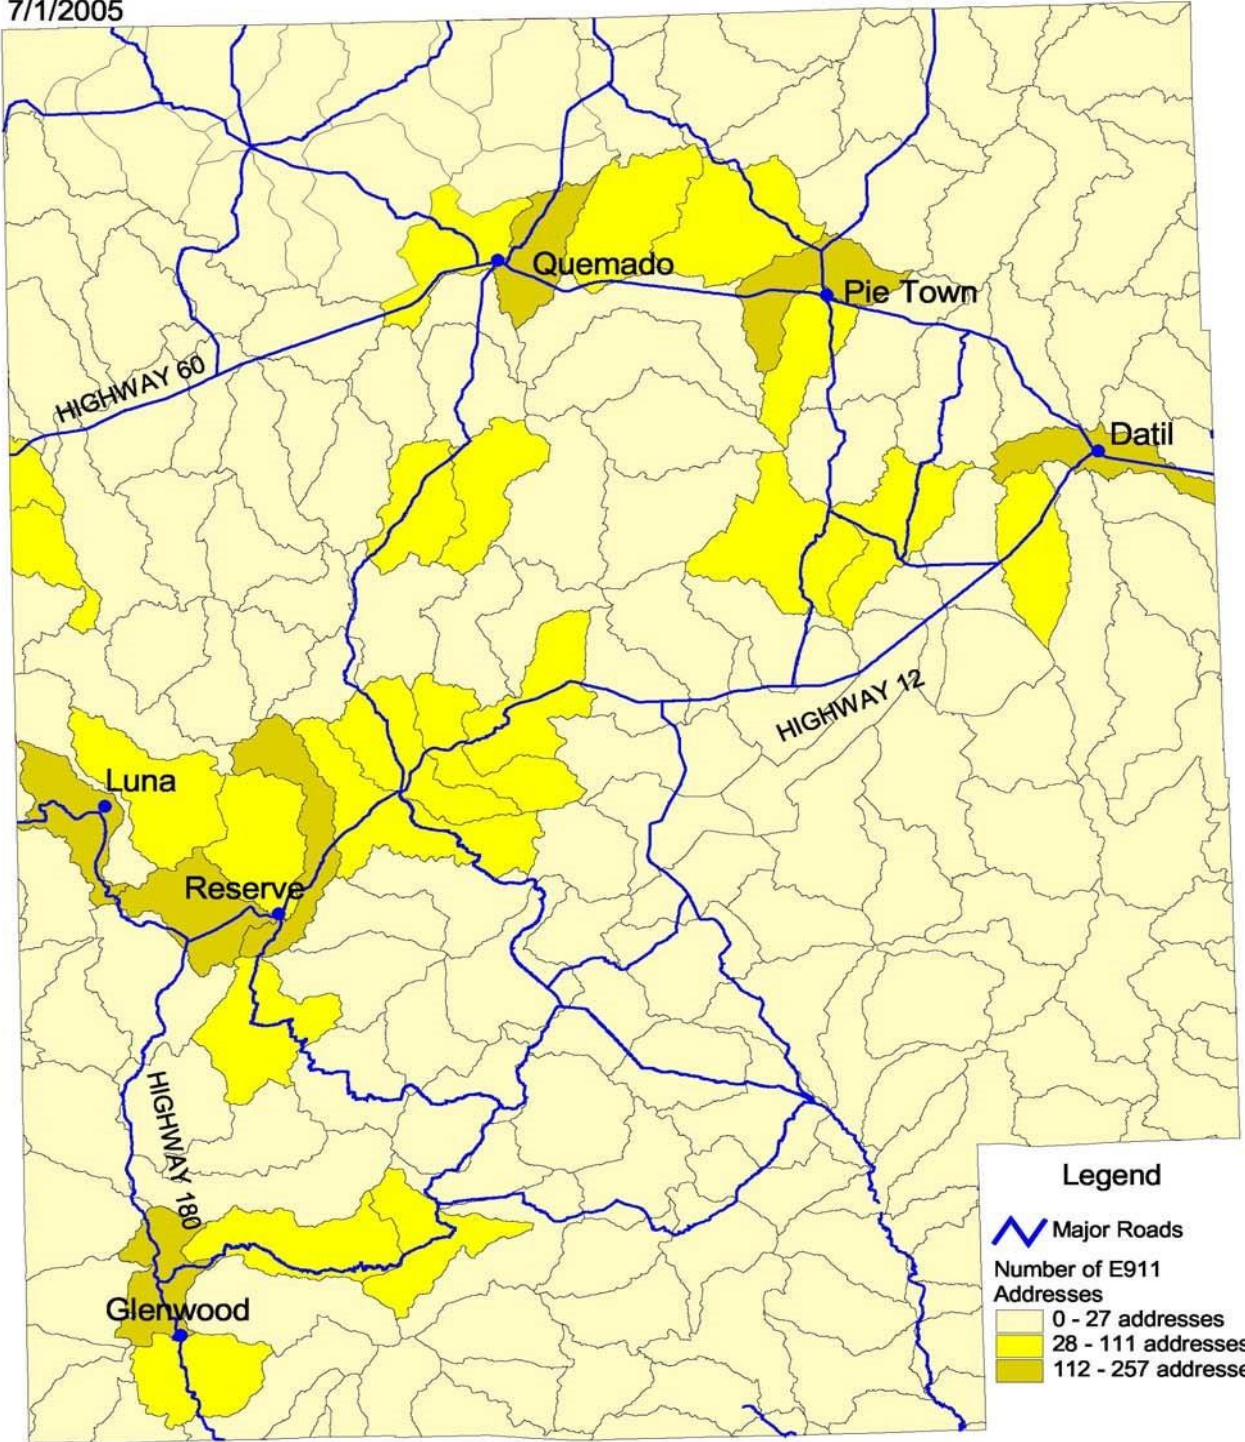 7/1/2005
Quemado
Pie Town
HIGHWAY 60
Datil
HIGHWAY 12
Luna
Reserve
HIGHWAY 180
Glenwood
Legend
Major Roads
Number of E911
Addresses
0 - 27 addresses
28 - 111 addresses
112 - 257 addresse